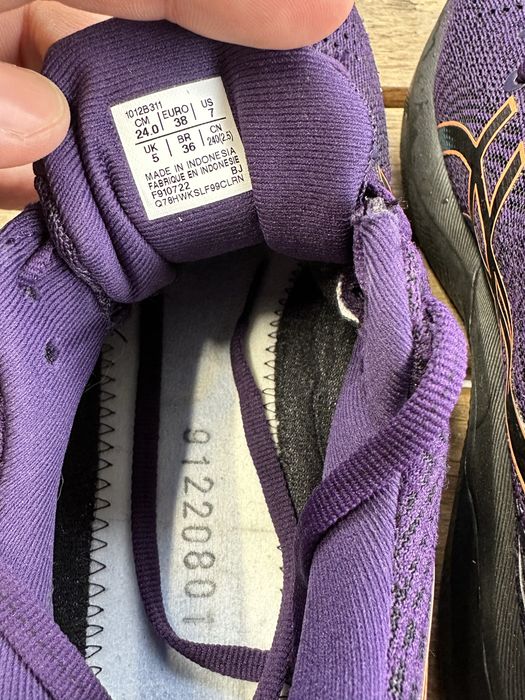 1012B311
CM EURO US
24.0 38 7
UK BR CN
5 36 240(2.5)
MADE IN INDONESIA
FABRIQUE EN INDONESIE
F910722 BJ
Q78HWKSLF99CLRN
91220801